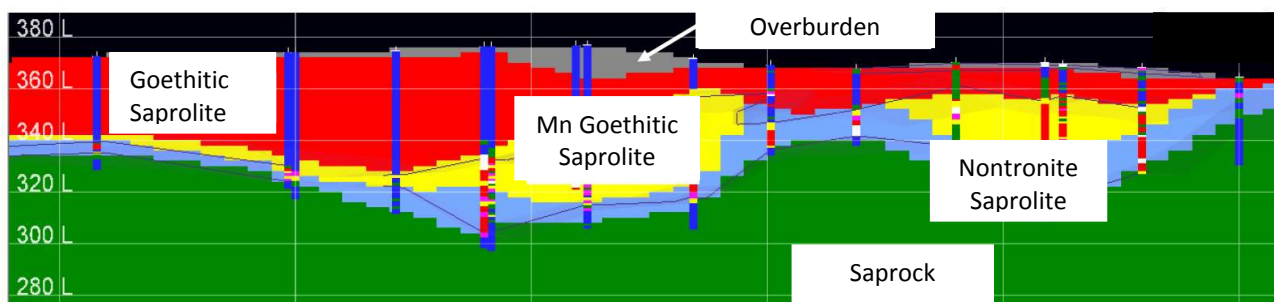 380 L
Overburden
360 L
Goethitic
Saprolite
Mn Goethitic
Saprolite
340 L
Nontronite
Saprolite
320 L
300 L
Saprock
280 L